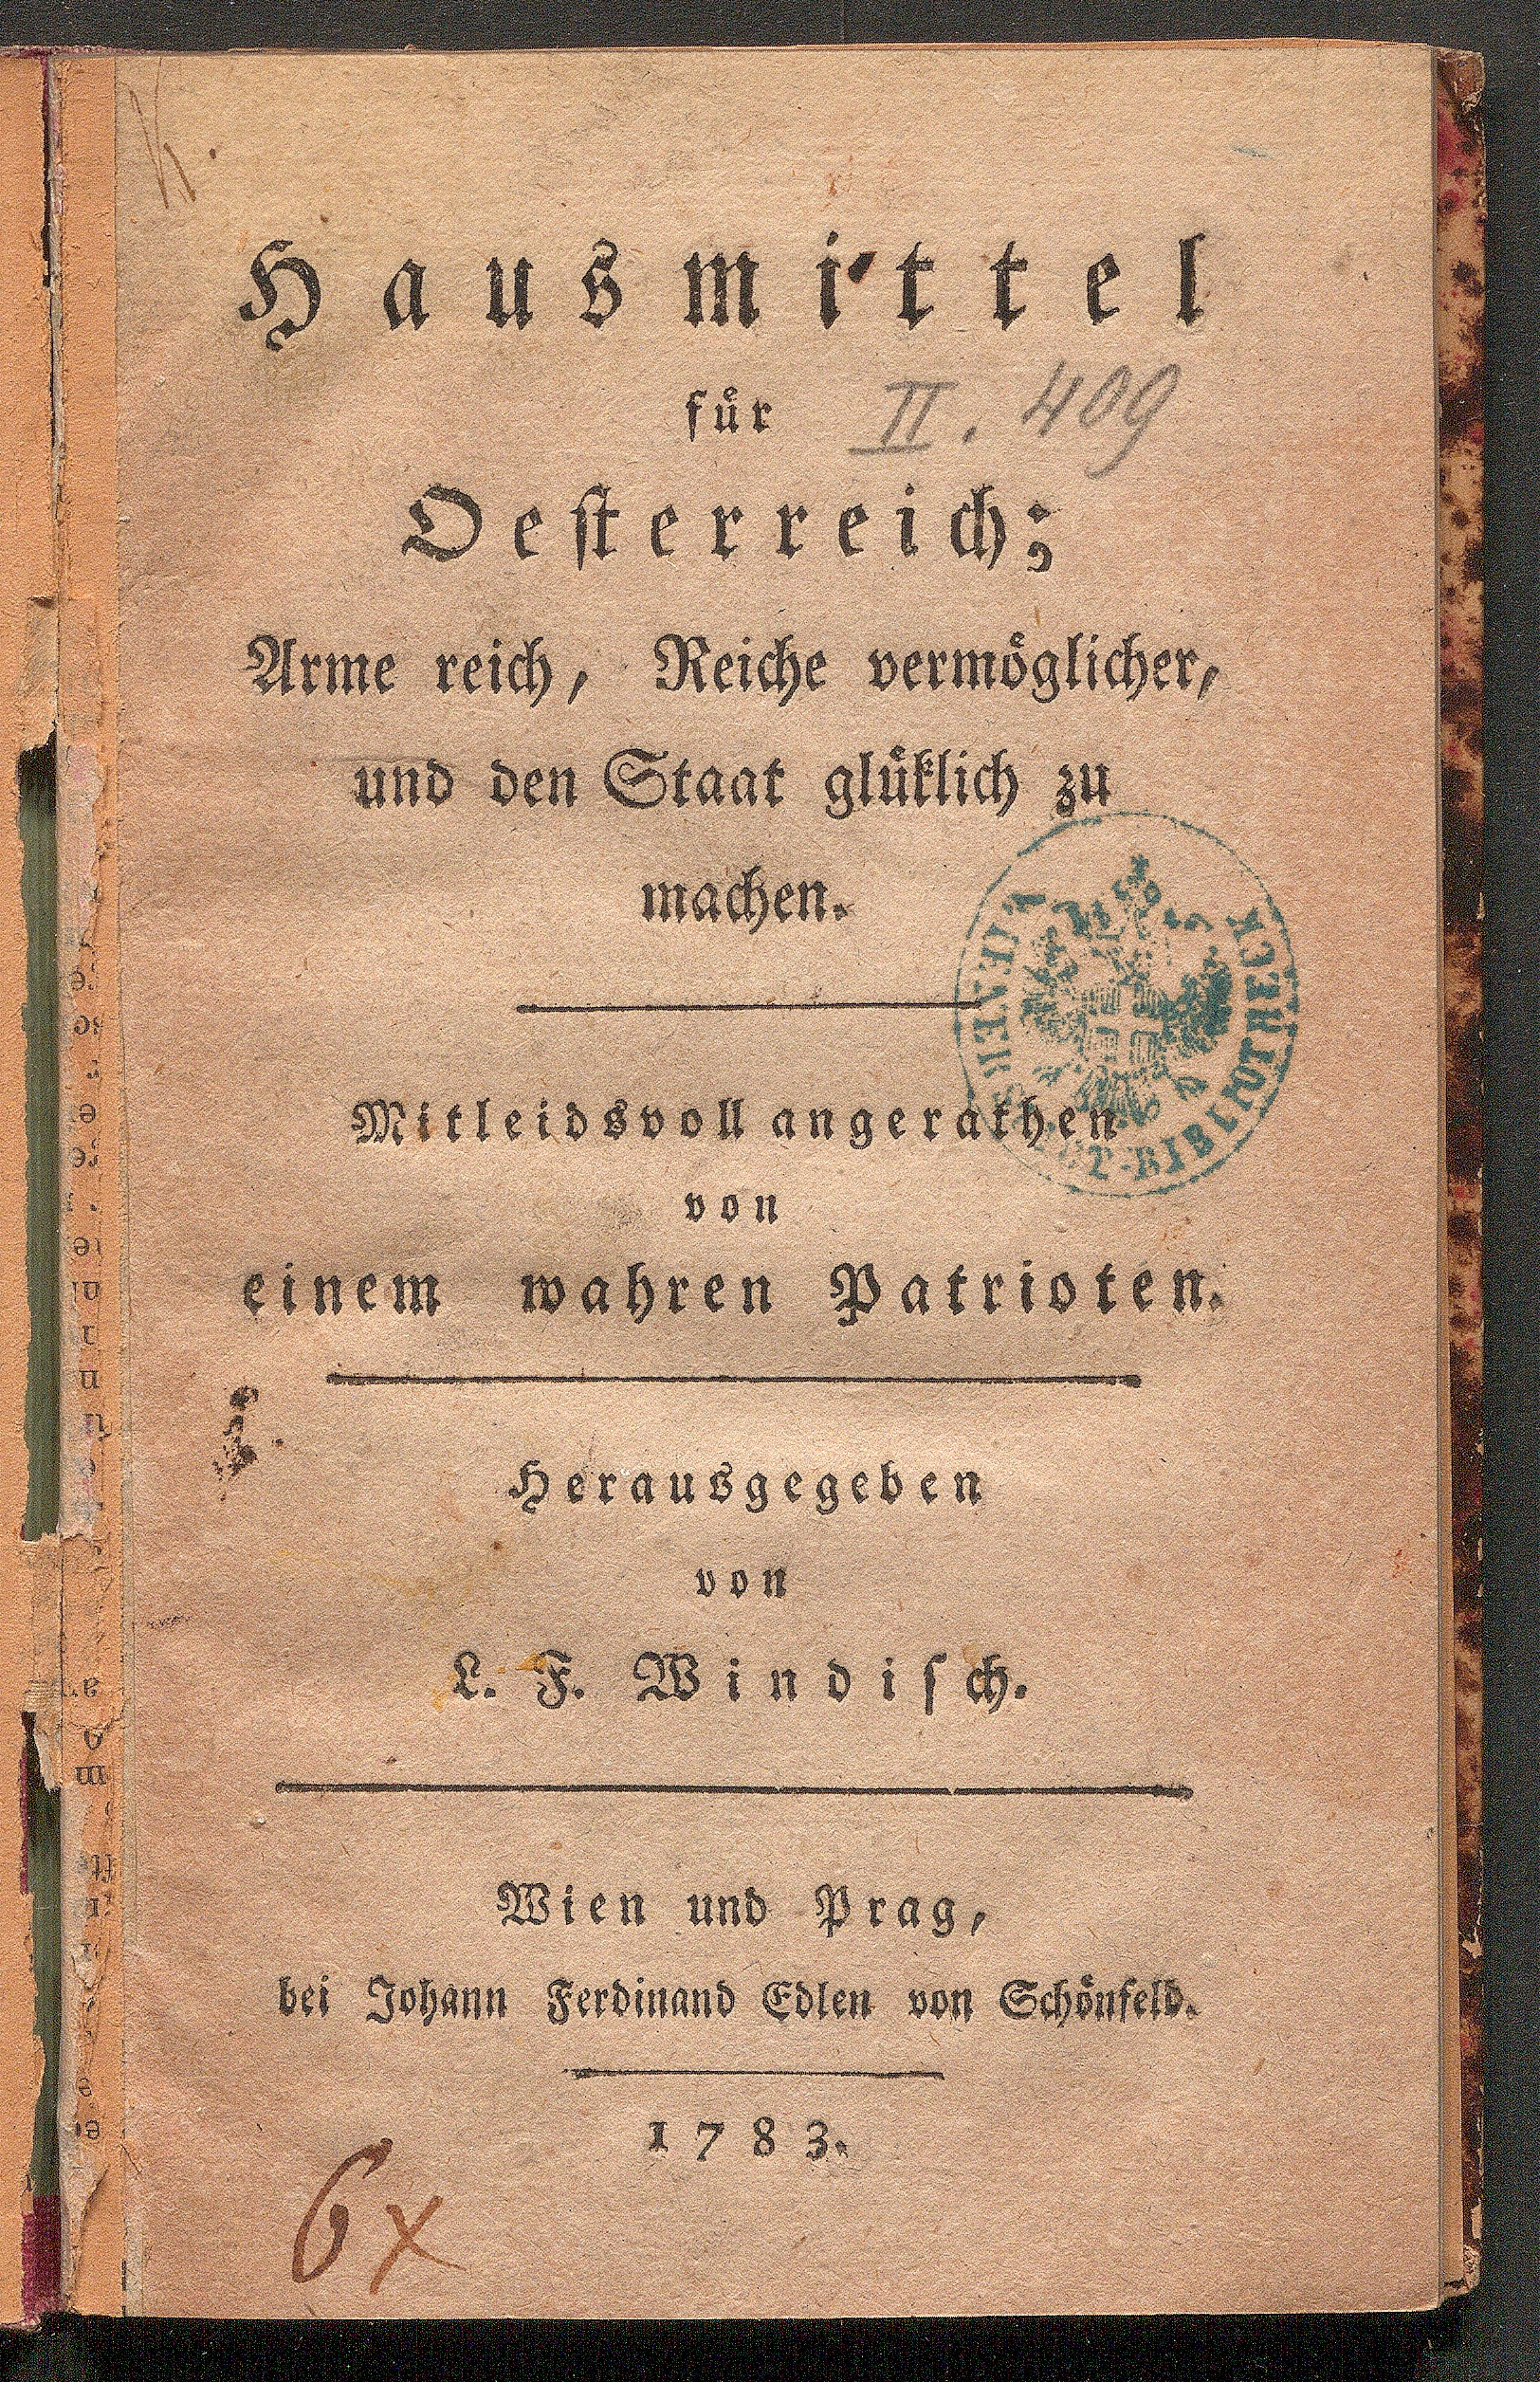 K.
Hausmittel
für
II. 409
Oesterreich;
Arme reich, Reiche vermöglicher,
und den Staat glüklich zu
machen.
Mitleidsvoll angerathen
von
einem wahren Patrioten.
Herausgegeben
von
L. F. Windisch.
Wien und Prag,
bei Johann Ferdinand Edlen von Schönfeld.
1783.
6x